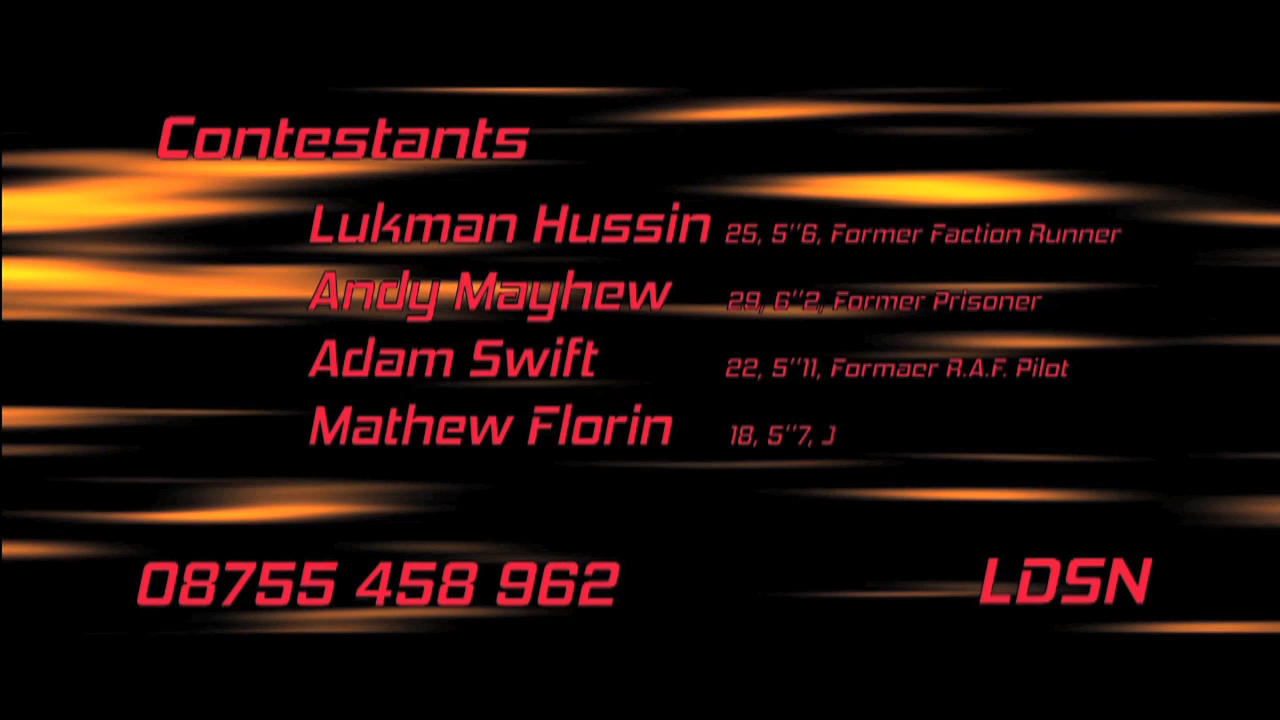 Contestants
Lukman Hussin 25, 5''6, Former Faction Runner
Andy Mayhew 29, 6''2, Former Prisoner
Adam Swift 22, 5''11, Formaer R.A.F. Pilot
Mathew Florin 18, 5''7, J
08755 458 962 LDSN